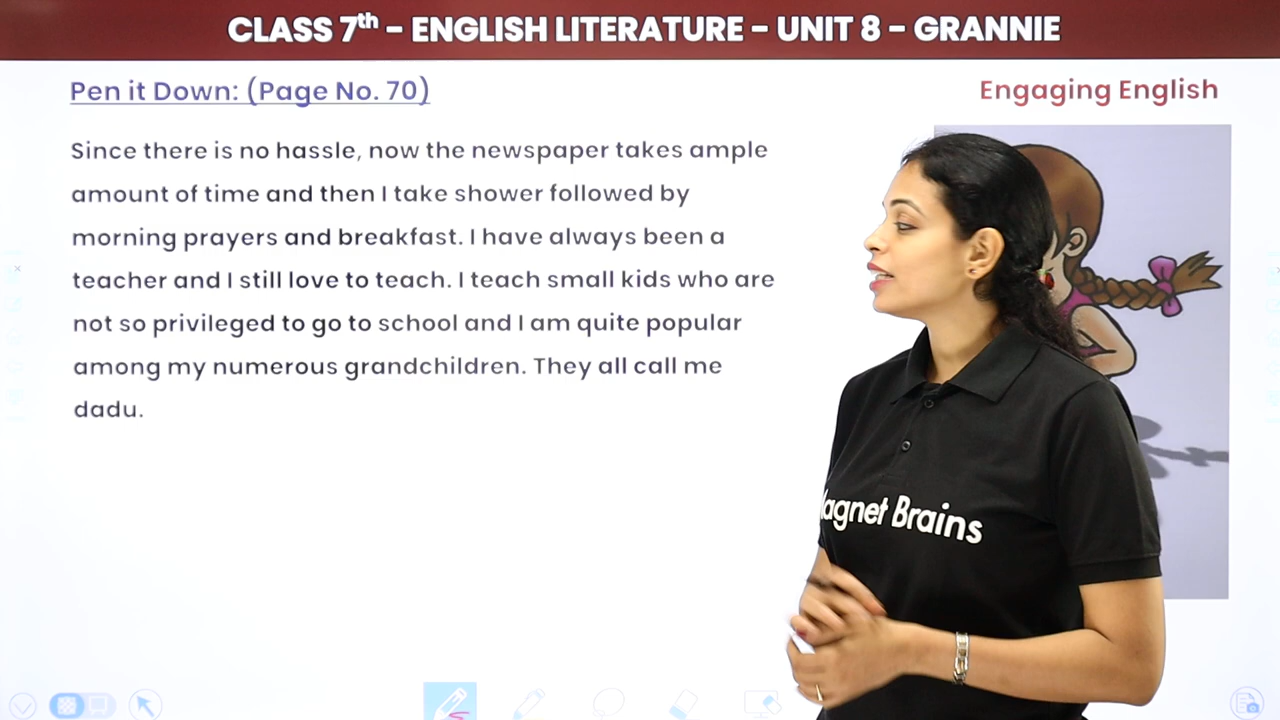 CLASS 7th - ENGLISH LITERATURE - UNIT 8 - GRANNIE
Pen it Down: (Page No. 70)
Engaging English
Since there is no hassle, now the newspaper takes ample
amount of time and then I take shower followed by
morning prayers and breakfast. I have always been a
teacher and I still love to teach. I teach small kids who are
not so privileged to go to school and I am quite popular
among my numerous grandchildren. They all call me
dadu.
agnet Brains